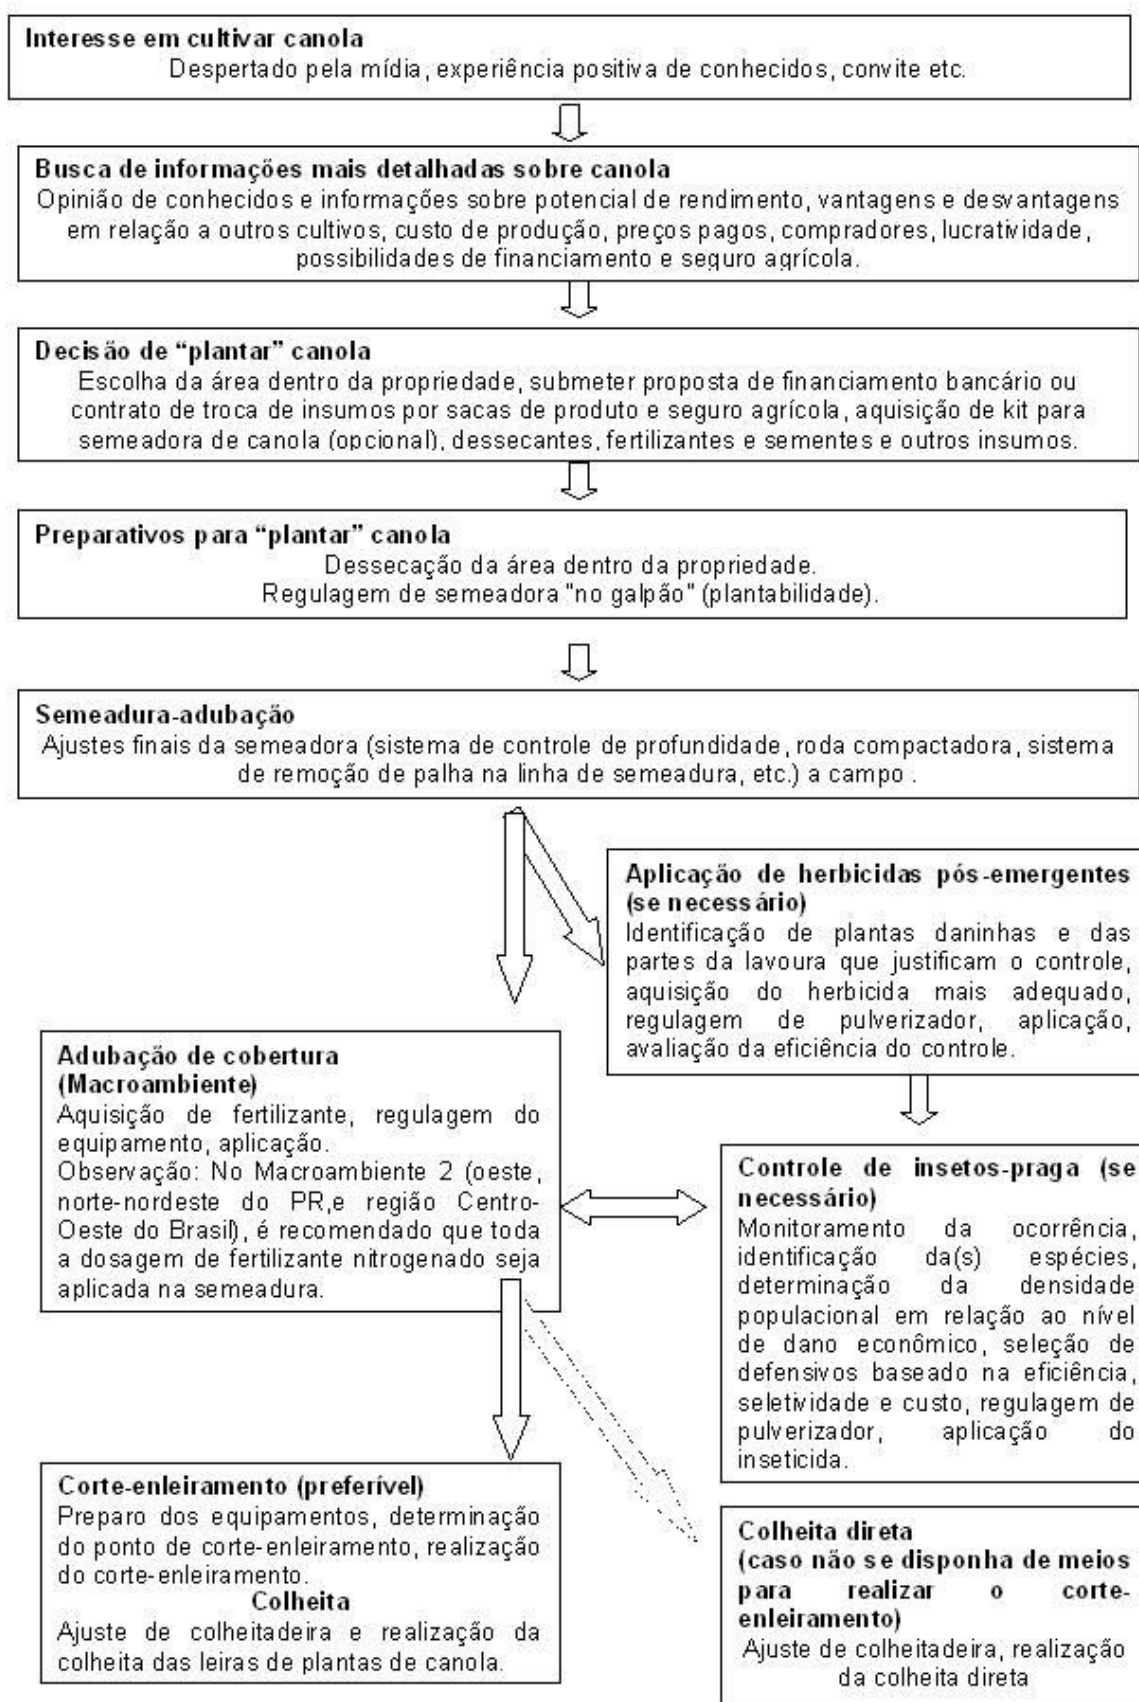 Interesse em cultivar canola
Despertado pela mídia, experiência positiva de conhecidos, convite etc.
Busca de informações mais detalhadas sobre canola
Opinião de conhecidos e informações sobre potencial de rendimento, vantagens e desvantagens
em relação a outros cultivos, custo de produção, preços pagos, compradores, lucratividade,
possibilidades de financiamento e seguro agrícola.
Decisão de “plantar” canola
Escolha da área dentro da propriedade, submeter proposta de financiamento bancário ou
contrato de troca de insumos por sacas de produto e seguro agrícola, aquisição de kit para
semeadora de canola (opcional), dessecantes, fertilizantes e sementes e outros insumos.
Preparativos para “plantar” canola
Dessecação da área dentro da propriedade.
Regulagem de semeadora "no galpão" (plantabilidade).
Semeadura-adubação
Ajustes finais da semeadora (sistema de controle de profundidade, roda compactadora, sistema
de remoção de palha na linha de semeadura, etc.) a campo .
Aplicação de herbicidas pós-emergentes
(se necessário)
Identificação de plantas daninhas e das
partes da lavoura que justificam o controle,
aquisição do herbicida mais adequado,
regulagem de pulverizador, aplicação,
avaliação da eficiência do controle.
Adubação de cobertura
(Macroambiente)
Aquisição de fertilizante, regulagem do
equipamento, aplicação.
Observação: No Macroambiente 2 (oeste,
norte-nordeste do PR,e região Centro-
Oeste do Brasil), é recomendado que toda
a dosagem de fertilizante nitrogenado seja
aplicada na semeadura.
Controle de insetos-praga (se
necessário)
Monitoramento da ocorrência,
identificação da(s) espécies,
determinação da densidade
populacional em relação ao nível
de dano econômico, seleção de
defensivos baseado na eficiência,
seletividade e custo, regulagem de
pulverizador, aplicação do
inseticida.
Corte-enleiramento (preferível)
Preparo dos equipamentos, determinação
do ponto de corte-enleiramento, realização
do corte-enleiramento.
Colheita
Ajuste de colheitadeira e realização da
colheita das leiras de plantas de canola.
Colheita direta
(caso não se disponha de meios
para realizar o corte-
enleiramento)
Ajuste de colheitadeira, realização
da colheita direta